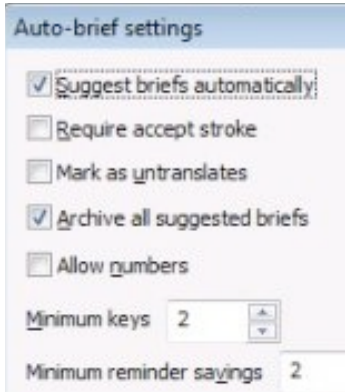 Auto-brief settings
Suggest briefs automatically
Require accept stroke
Mark as untranslates
Archive all suggested briefs
Allow numbers
Minimum keys 2
Minimum reminder savings 2